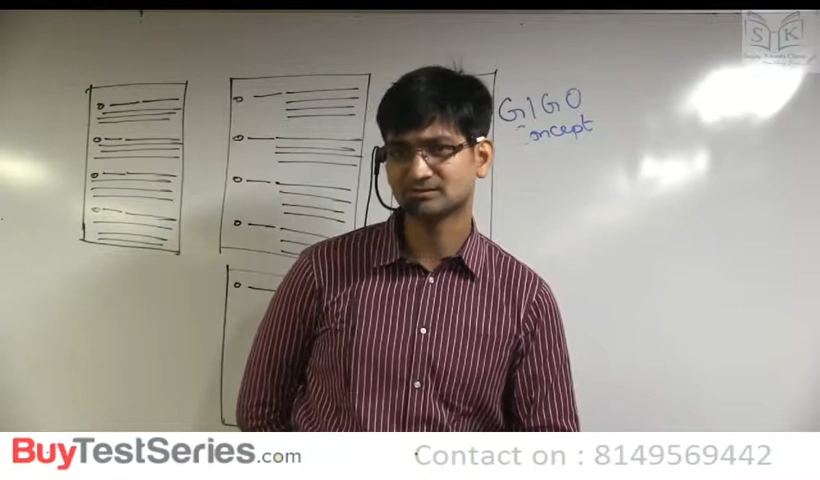 S K
GIGO
Concept
BuyTestSeries.com
Contact on : 8149569442